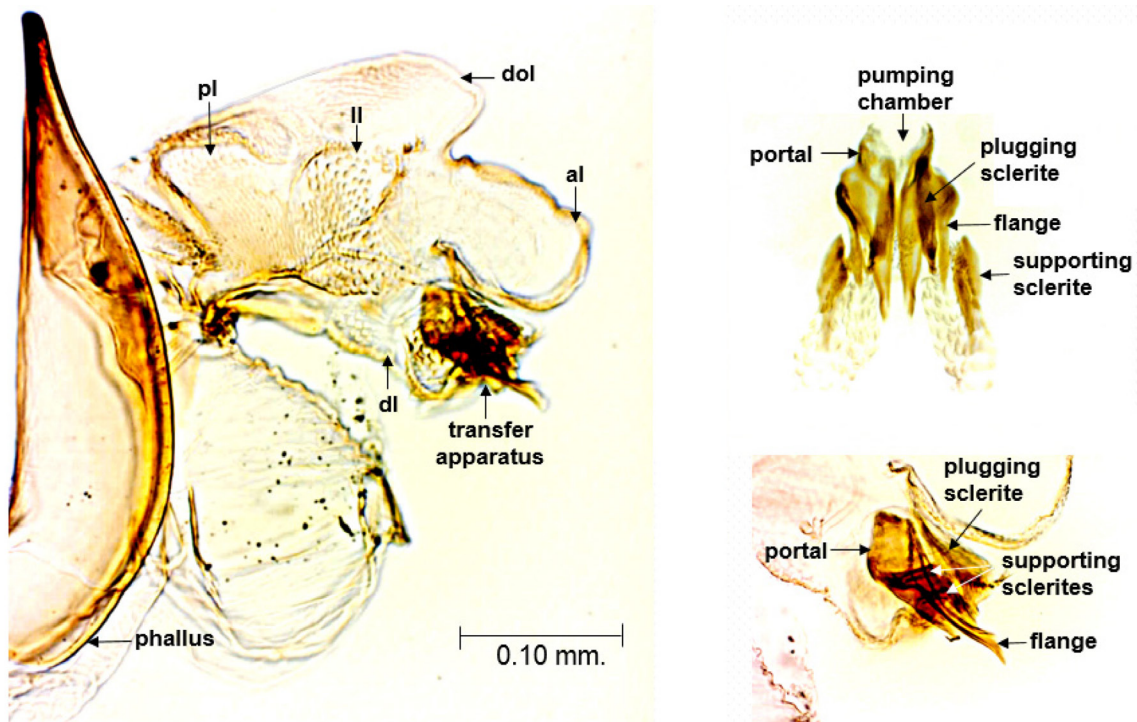 pl
ll
dol
al
dl
transfer
apparatus
phallus
0.10 mm.
pumping
chamber
portal
plugging
sclerite
flange
supporting
sclerite
plugging
sclerite
portal
supporting
sclerites
flange